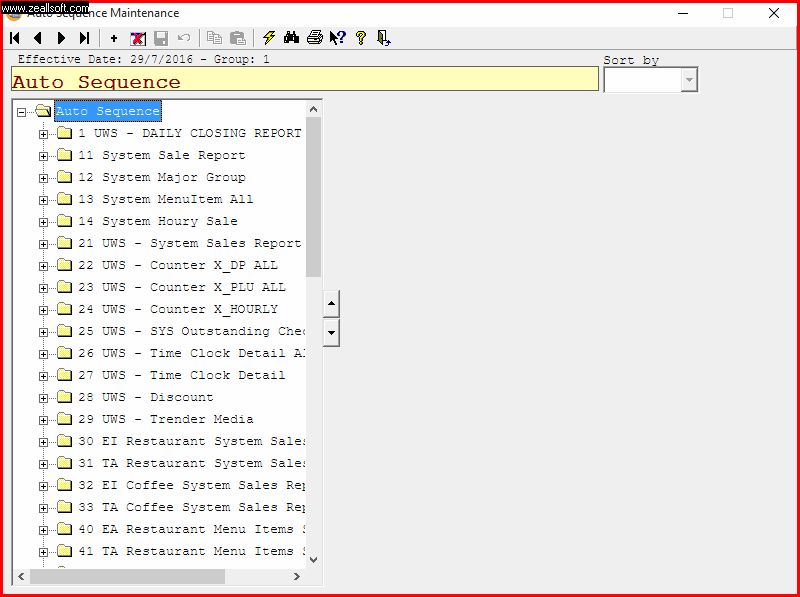 www.zeallsoft.com
Auto Sequence Maintenance
Effective Date: 29/7/2016 - Group: 1
Sort by
Auto Sequence
Auto Sequence
1 UWS - DAILY CLOSING REPORT
11 System Sale Report
12 System Major Group
13 System MenuItem All
14 System Houry Sale
21 UWS - System Sales Report
22 UWS - Counter X_DP ALL
23 UWS - Counter X_PLU ALL
24 UWS - Counter X_HOURLY
25 UWS - SYS Outstanding Chec
26 UWS - Time Clock Detail Al
27 UWS - Time Clock Detail
28 UWS - Discount
29 UWS - Trender Media
30 EI Restaurant System Sales
31 TA Restaurant System Sales
32 EI Coffee System Sales Rep
33 TA Coffee System Sales Rep
40 EA Restaurant Menu Items S
41 TA Restaurant Menu Items S